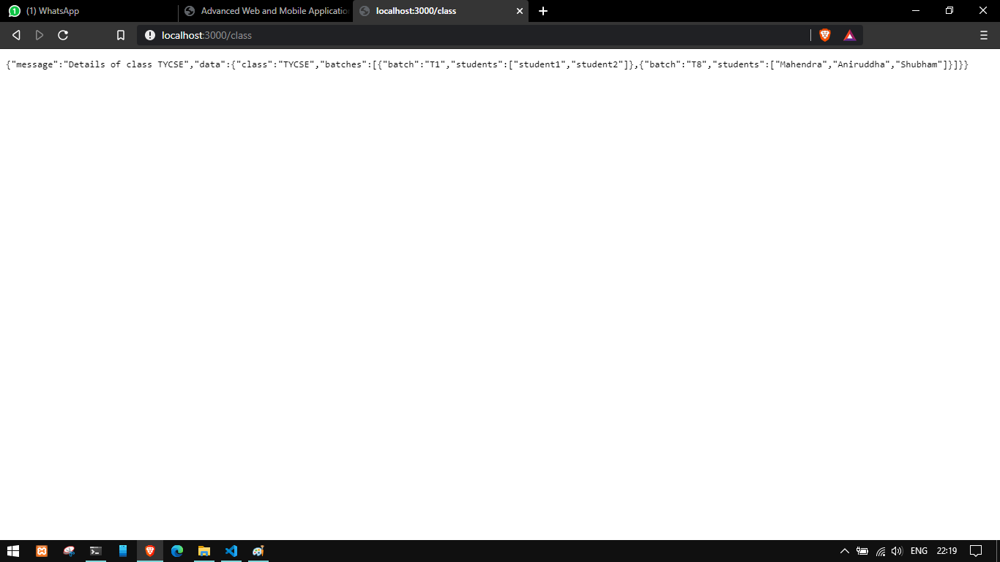 1 (1) WhatsApp
Advanced Web and Mobile Applicatio
localhost:3000/class
localhost:3000/class
{"message":"Details of class TYCSE","data":{"class":"TYCSE","batches":[{"batch":"T1","students":["student1","student2"]},{"batch":"T8","students":["Mahendra","Aniruddha","Shubham"]}]}}
ENG 22:19